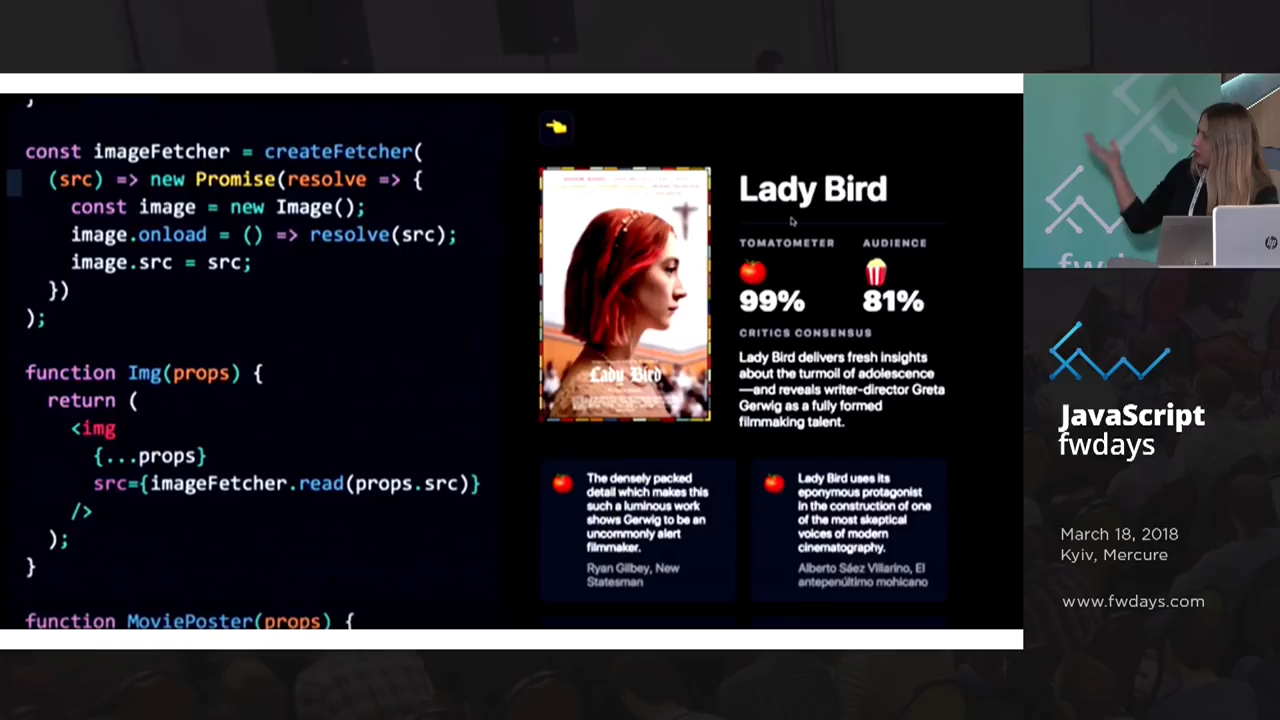 const imageFetcher = createFetcher(
(src) => new Promise(resolve => {
const image = new Image();
image.onload = () => resolve(src);
image.src = src;
})
);
function Img(props) {
return (
<img
{...props}
src={imageFetcher.read(props.src)}
/>
);
}
function MoviePoster(props) {
Lady Bird
Lady Bird
TOMATOMETER
AUDIENCE
99%
81%
CRITICS CONSENSUS
Lady Bird delivers fresh insights
about the turmoil of adolescence
—and reveals writer-director Greta
Gerwig as a fully formed
filmmaking talent.
The densely packed
detail which makes this
such a luminous work
shows Gerwig to be an
uncommonly alert
filmmaker.
Ryan Gilbey, New
Statesman
Lady Bird uses its
eponymous protagonist
in the construction of one
of the most skeptical
voices of modern
cinematography.
Alberto Sáez Villarino, El
antepenúltimo mohicano
hp
JavaScript
fwdays
March 18, 2018
Kyiv, Mercure
www.fwdays.com